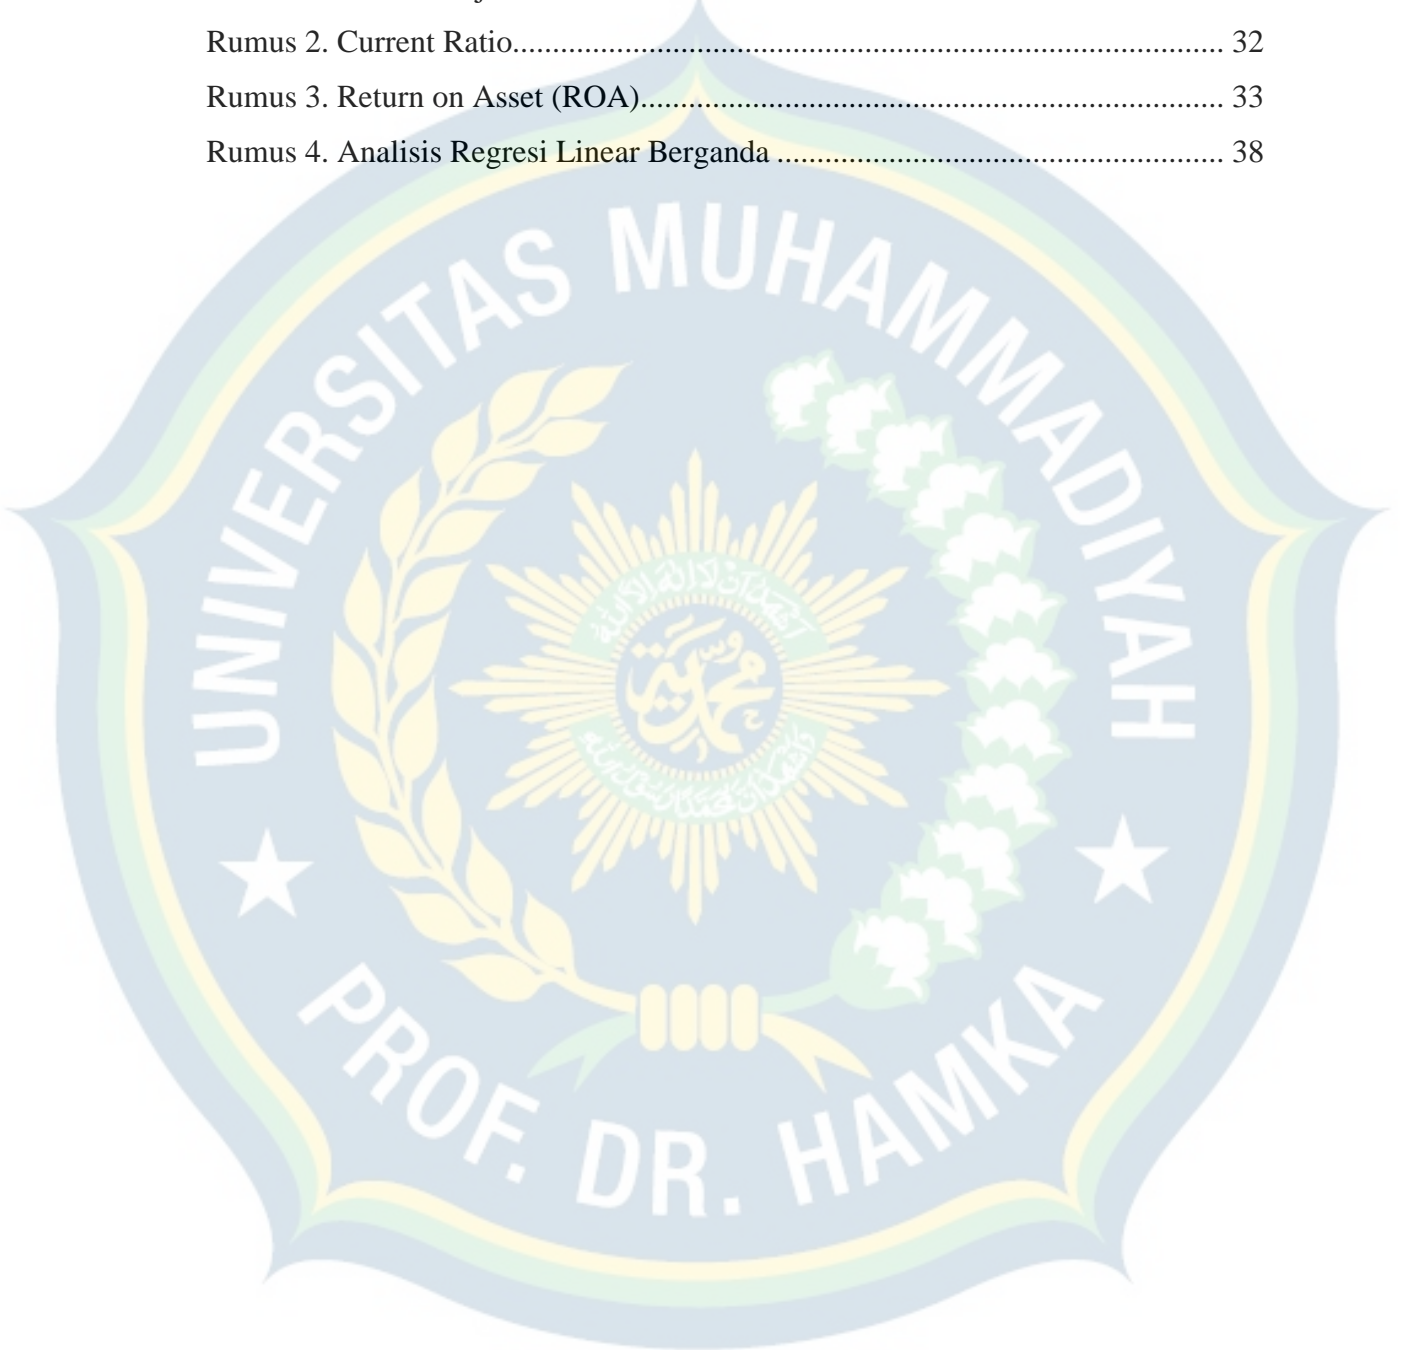 Rumus 2. Current Ratio......................................................................................... 32
Rumus 3. Return on Asset (ROA)......................................................................... 33
Rumus 4. Analisis Regresi Linear Berganda ........................................................ 38
UNIVERSITAS MUHAMMADIYAH
محمدية
PROF. DR. HAMKA